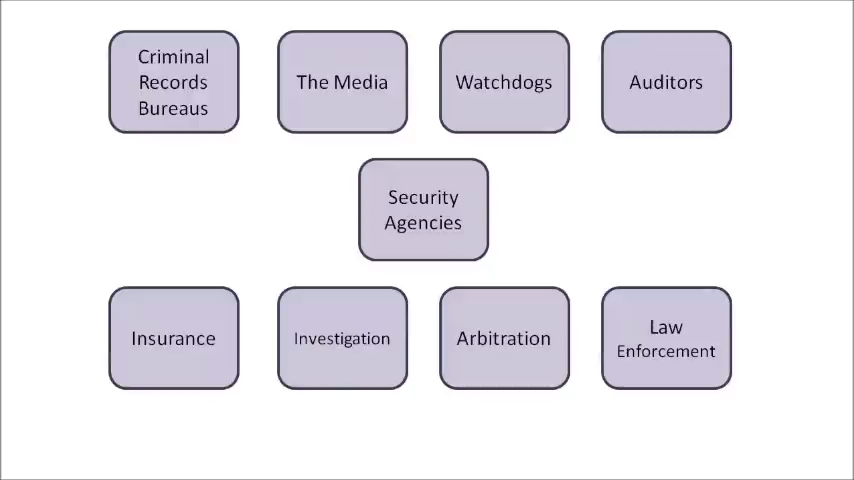 Criminal
Records
Bureaus
The Media
Watchdogs
Auditors
Security
Agencies
Insurance
Investigation
Arbitration
Law
Enforcement